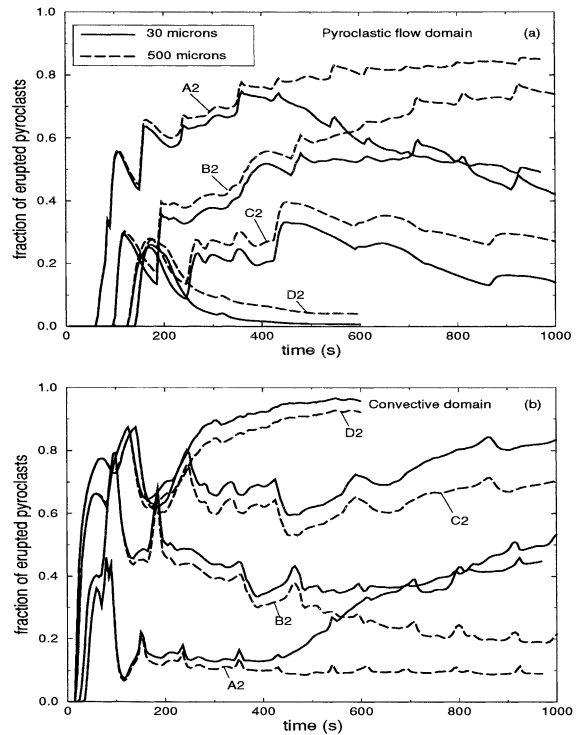 30 microns
500 microns
Pyroclastic flow domain
(a)
1.0
0.8
0.6
0.4
0.2
0.0
fraction of erupted pyroclasts
A2
B2
C2
D2
0 200 400 600 800 1000
time (s)
Convective domain
(b)
1.0
0.8
0.6
0.4
0.2
0.0
fraction of erupted pyroclasts
D2
C2
B2
A2
0 200 400 600 800 1000
time (s)